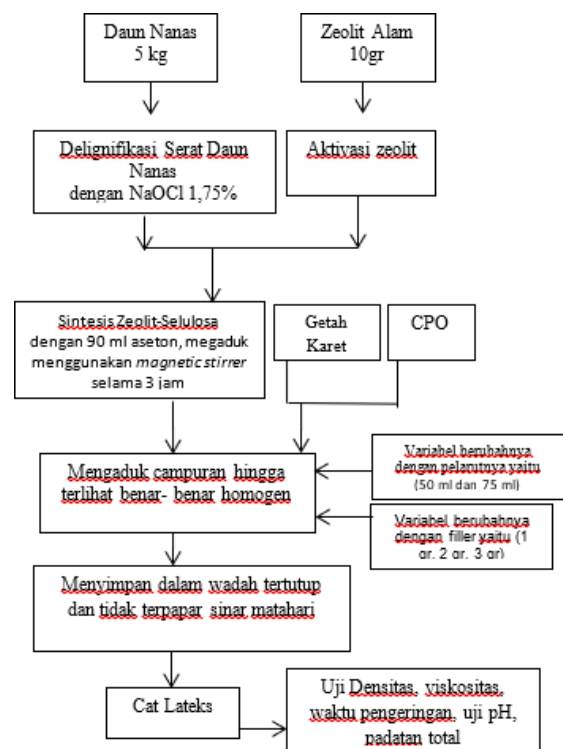 Daun Nanas
5 kg
Zeolit Alam
10gr
Delignifikasi Serat Daun
Nanas
dengan NaOCl 1,75%
Aktivasi zeolit
Sintesis Zeolit-Selulosa
dengan 90 ml aseton, megaduk
menggunakan magnetic stirrer
selama 3 jam
Getah
Karet
CPO
Mengaduk campuran hingga
terlihat benar- benar homogen
Variabel berubahnya
dengan pelarutnya yaitu
(50 ml dan 75 ml)
Variabel berubahnya
dengan filler yaitu (1
gr, 2 gr, 3 gr)
Menyimpan dalam wadah tertutup
dan tidak terpapar sinar matahari
Cat Lateks
Uji Densitas, viskositas,
waktu pengeringan, uji pH,
padatan total